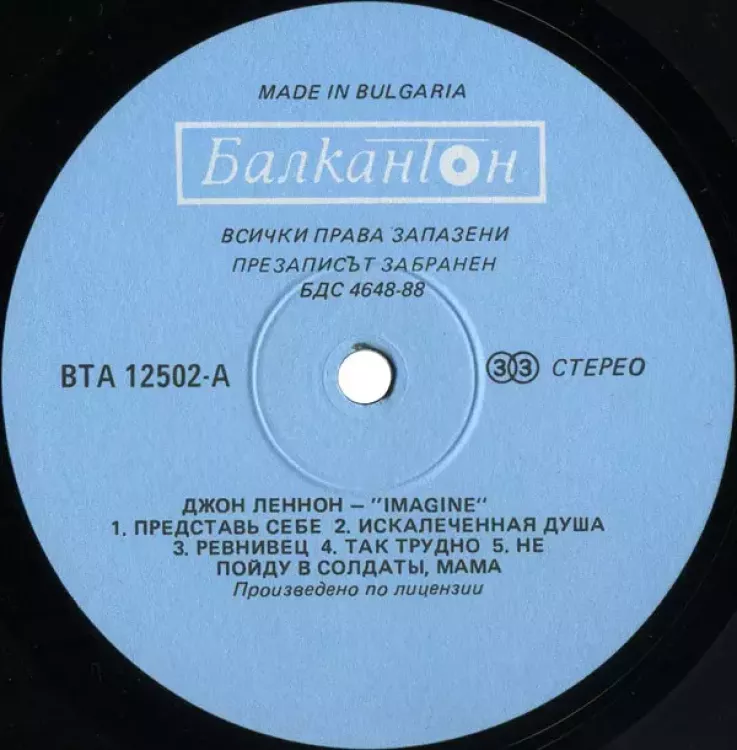 MADE IN BULGARIA
Балкантон
ВСИЧКИ ПРАВА ЗАПАЗЕНИ
ПРЕЗАПИСЪТ ЗАБРАНЕН
БДС 4648-88
ВТА 12502-А
33 СТЕРЕО
ДЖОН ЛЕННОН – "IMAGINE"
1. ПРЕДСТАВЬ СЕБЕ 2. ИСКАЛЕЧЕННАЯ ДУША
3. РЕВНИВЕЦ 4. ТАК ТРУДНО 5. НЕ
ПОЙДУ В СОЛДАТЫ, МАМА
Произведено по лицензии